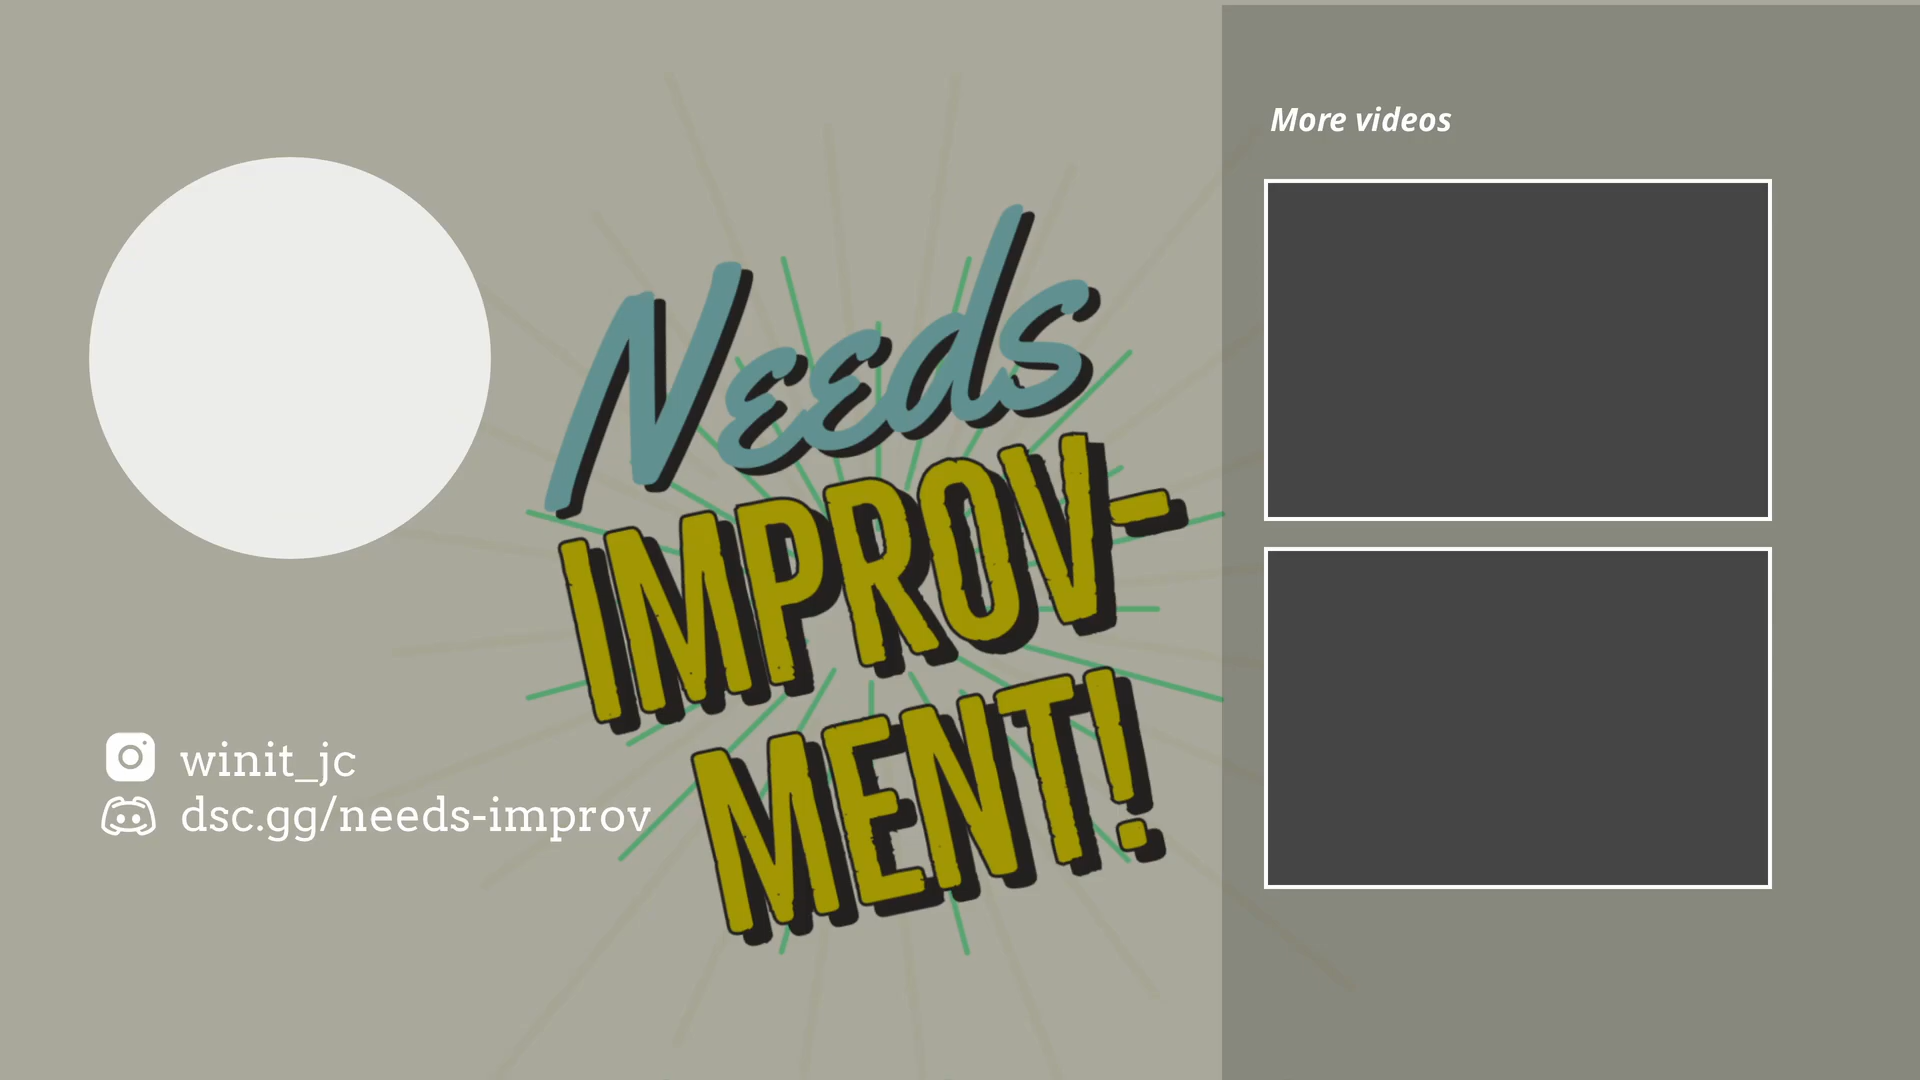 Needs
IMPROV-
MENT!
winit_jc
dsc.gg/needs-improv
More videos